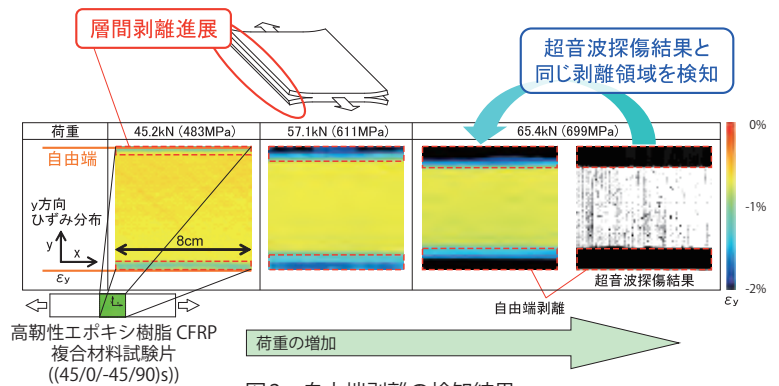 層間剥離進展
超音波探傷結果と
同じ剥離領域を検知
荷重 45.2kN (483MPa) 57.1kN (611MPa) 65.4kN (699MPa)
自由端
y方向
ひずみ分布
y
x
8cm
εy
0%
-1%
-2%
εy
超音波探傷結果
自由端剥離
高靭性エポキシ樹脂 CFRP
複合材料試験片
((45/0/-45/90)s))
荷重の増加